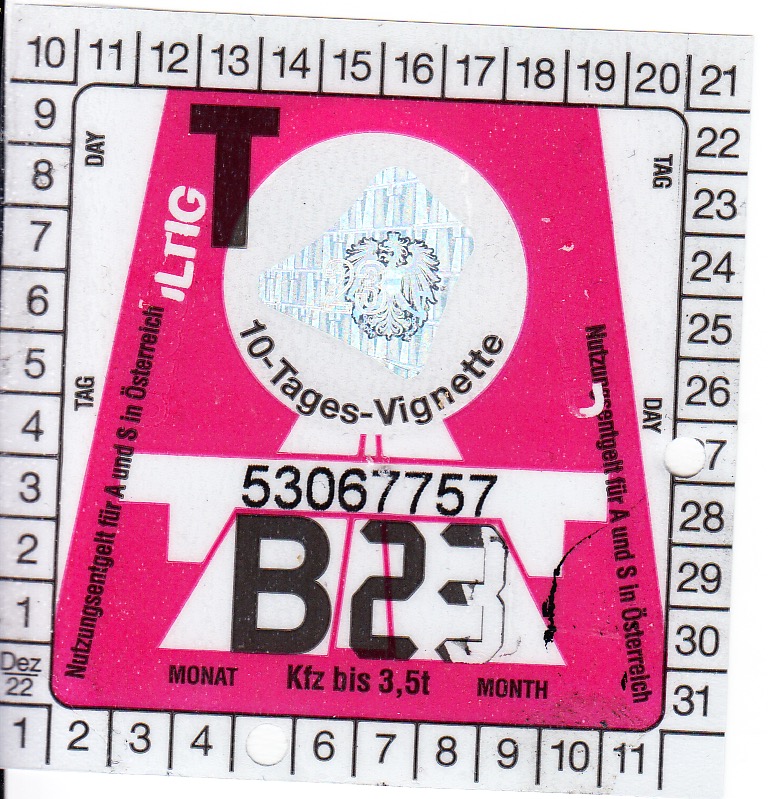 10 11 12 13 14 15 16 17 18 19 20 21
9
8
7
6
5
4
3
2
1
Dez
22
1 2 3 4 6 7 8 9 10 11
22
23
24
25
26
7
28
29
30
31
DAY
TAG
TAG
DAY
T
LTIG
10-Tages-Vignette
Nutzungsentgelt für A und S in Österreich
Nutzungsentgelt für A und S in Österreich
53067757
B23
MONAT Kfz bis 3,5t MONTH